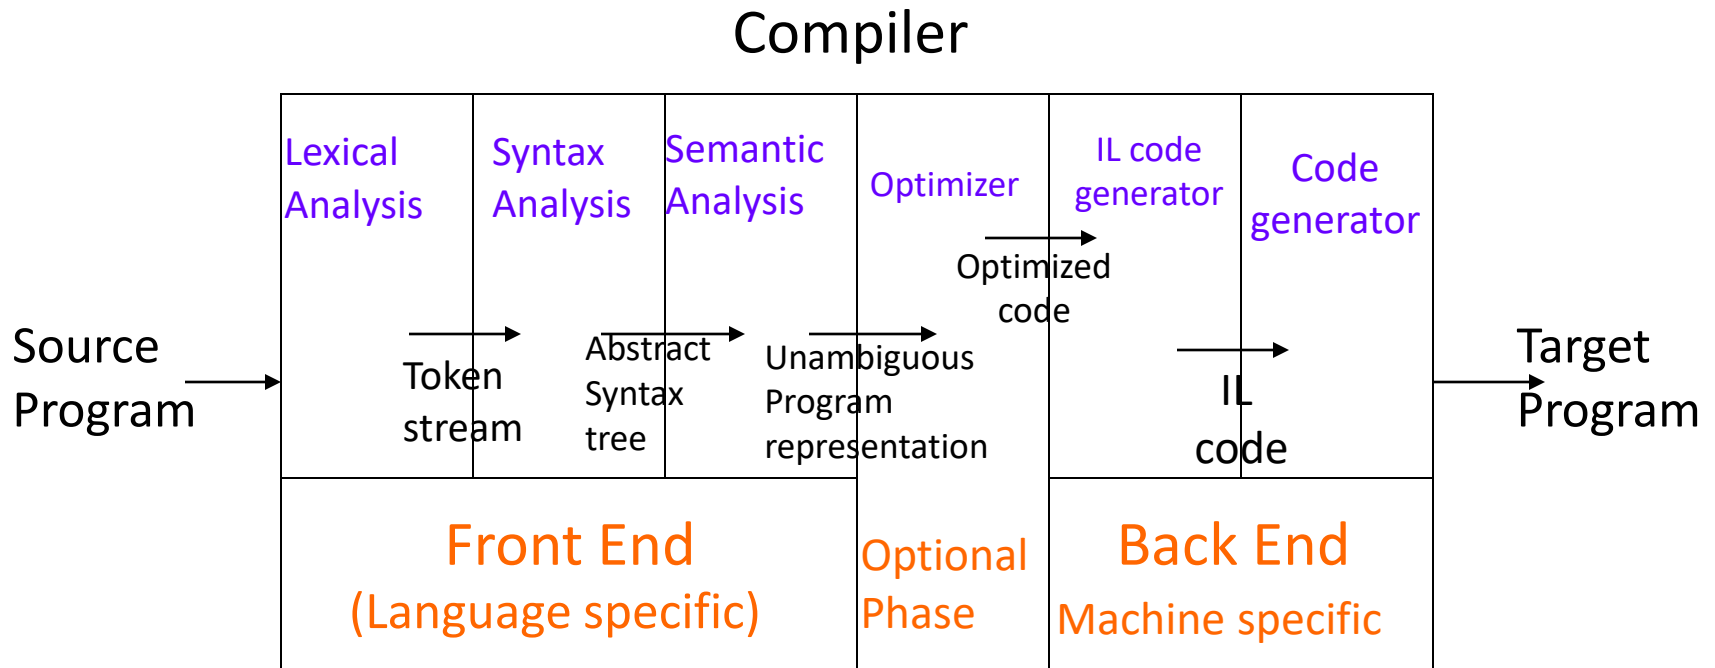 Compiler
Lexical
Analysis
Syntax
Analysis
Semantic
Analysis
Optimizer
IL code
generator
Code
generator
Optimized
code
Source
Program
Token
stream
Abstract
Syntax
tree
Unambiguous
Program
representation
IL
code
Target
Program
Front End
(Language specific)
Optional
Phase
Back End
Machine specific